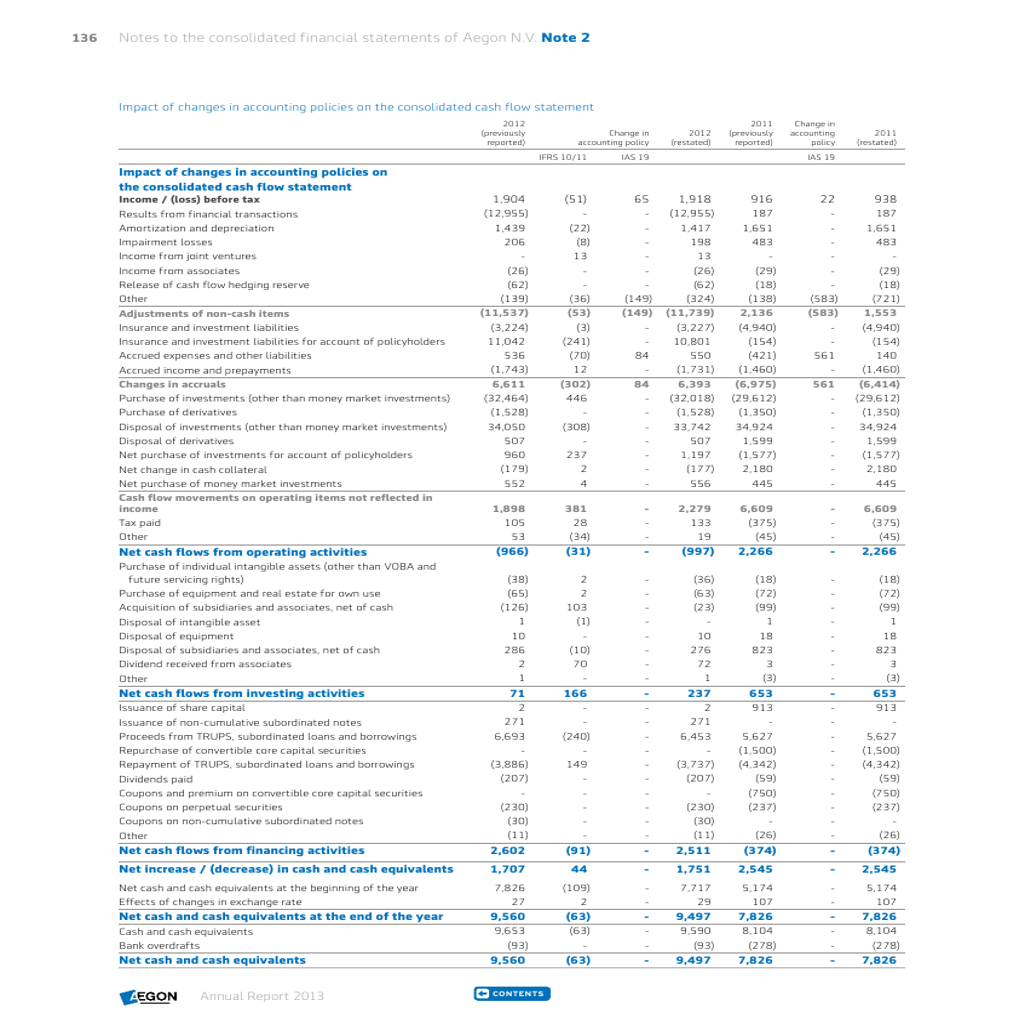 136 Notes to the consolidated financial statements of Aegon N.V. Note 2
Impact of changes in accounting policies on the consolidated cash flow statement
2012 (previously reported) Change in accounting policy 2012 (restated) 2011 (previously reported) Change in accounting policy 2011 (restated)
IFRS 10/11 IAS 19 IAS 19
Impact of changes in accounting policies on
the consolidated cash flow statement
Income / (loss) before tax 1,904 (51) 65 1,918 916 22 938
Results from financial transactions (12,955) - - (12,955) 187 - 187
Amortization and depreciation 1,439 (22) - 1,417 1,651 - 1,651
Impairment losses 206 (8) - 198 483 - 483
Income from joint ventures - 13 - 13 - - -
Income from associates (26) - - (26) (29) - (29)
Release of cash flow hedging reserve (62) - - (62) (18) - (18)
Other (139) (36) (149) (324) (138) (583) (721)
Adjustments of non-cash items (11,537) (53) (149) (11,739) 2,136 (583) 1,553
Insurance and investment liabilities (3,224) (3) - (3,227) (4,940) - (4,940)
Insurance and investment liabilities for account of policyholders 11,042 (241) - 10,801 (154) - (154)
Accrued expenses and other liabilities 536 (70) 84 550 (421) 561 140
Accrued income and prepayments (1,743) 12 - (1,731) (1,460) - (1,460)
Changes in accruals 6,611 (302) 84 6,393 (6,975) 561 (6,414)
Purchase of investments (other than money market investments) (32,464) 446 - (32,018) (29,612) - (29,612)
Purchase of derivatives (1,528) - - (1,528) (1,350) - (1,350)
Disposal of investments (other than money market investments) 34,050 (308) - 33,742 34,924 - 34,924
Disposal of derivatives 507 - - 507 1,599 - 1,599
Net purchase of investments for account of policyholders 960 237 - 1,197 (1,577) - (1,577)
Net change in cash collateral (179) 2 - (177) 2,180 - 2,180
Net purchase of money market investments 552 4 - 556 445 - 445
Cash flow movements on operating items not reflected in
income 1,898 381 - 2,279 6,609 - 6,609
Tax paid 105 28 - 133 (375) - (375)
Other 53 (34) - 19 (45) - (45)
Net cash flows from operating activities (966) (31) - (997) 2,266 - 2,266
Purchase of individual intangible assets (other than VOBA and
future servicing rights) (38) 2 - (36) (18) - (18)
Purchase of equipment and real estate for own use (65) 2 - (63) (72) - (72)
Acquisition of subsidiaries and associates, net of cash (126) 103 - (23) (99) - (99)
Disposal of intangible asset 1 (1) - - 1 - 1
Disposal of equipment 10 - - 10 18 - 18
Disposal of subsidiaries and associates, net of cash 286 (10) - 276 823 - 823
Dividend received from associates 2 70 - 72 3 - 3
Other 1 - - 1 (3) - (3)
Net cash flows from investing activities 71 166 - 237 653 - 653
Issuance of share capital 2 - - 2 913 - 913
Issuance of non-cumulative subordinated notes 271 - - 271 - - -
Proceeds from TRUPS, subordinated loans and borrowings 6,693 (240) - 6,453 5,627 - 5,627
Repurchase of convertible core capital securities - - - - (1,500) - (1,500)
Repayment of TRUPS, subordinated loans and borrowings (3,886) 149 - (3,737) (4,342) - (4,342)
Dividends paid (207) - - (207) (59) - (59)
Coupons and premium on convertible core capital securities - - - - (750) - (750)
Coupons on perpetual securities (230) - - (230) (237) - (237)
Coupons on non-cumulative subordinated notes (30) - - (30) - - -
Other (11) - - (11) (26) - (26)
Net cash flows from financing activities 2,602 (91) - 2,511 (374) - (374)
Net increase / (decrease) in cash and cash equivalents 1,707 44 - 1,751 2,545 - 2,545
Net cash and cash equivalents at the beginning of the year 7,826 (109) - 7,717 5,174 - 5,174
Effects of changes in exchange rate 27 2 - 29 107 - 107
Net cash and cash equivalents at the end of the year 9,560 (63) - 9,497 7,826 - 7,826
Cash and cash equivalents 9,653 (63) - 9,590 8,104 - 8,104
Bank overdrafts (93) - - (93) (278) - (278)
Net cash and cash equivalents 9,560 (63) - 9,497 7,826 - 7,826
AEGON Annual Report 2013 CONTENTS